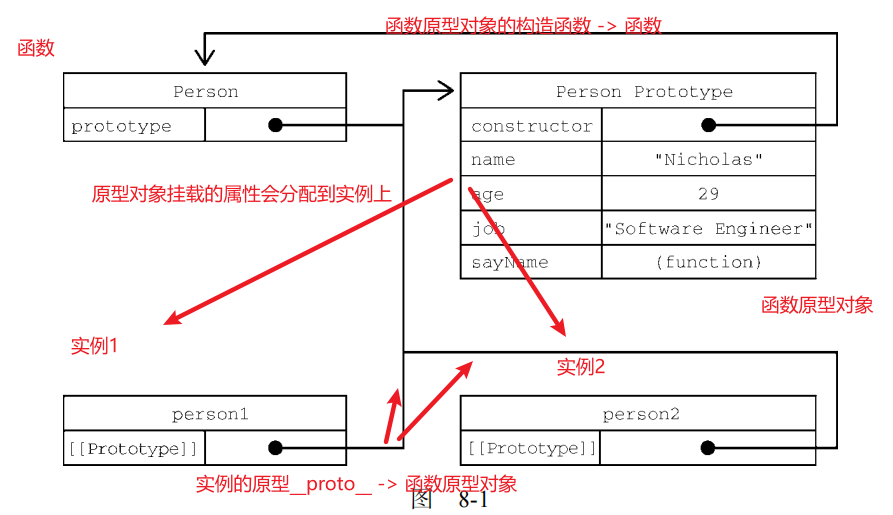 函数原型对象的构造函数 -> 函数
函数
Person
prototype
Person Prototype
constructor
name
"Nicholas"
age
29
job
"Software Engineer"
sayName
(function)
原型对象挂载的属性会分配到实例上
函数原型对象
实例1
实例2
person1
[[Prototype]]
person2
[[Prototype]]
实例的原型__proto__ -> 函数原型对象
图 8-1